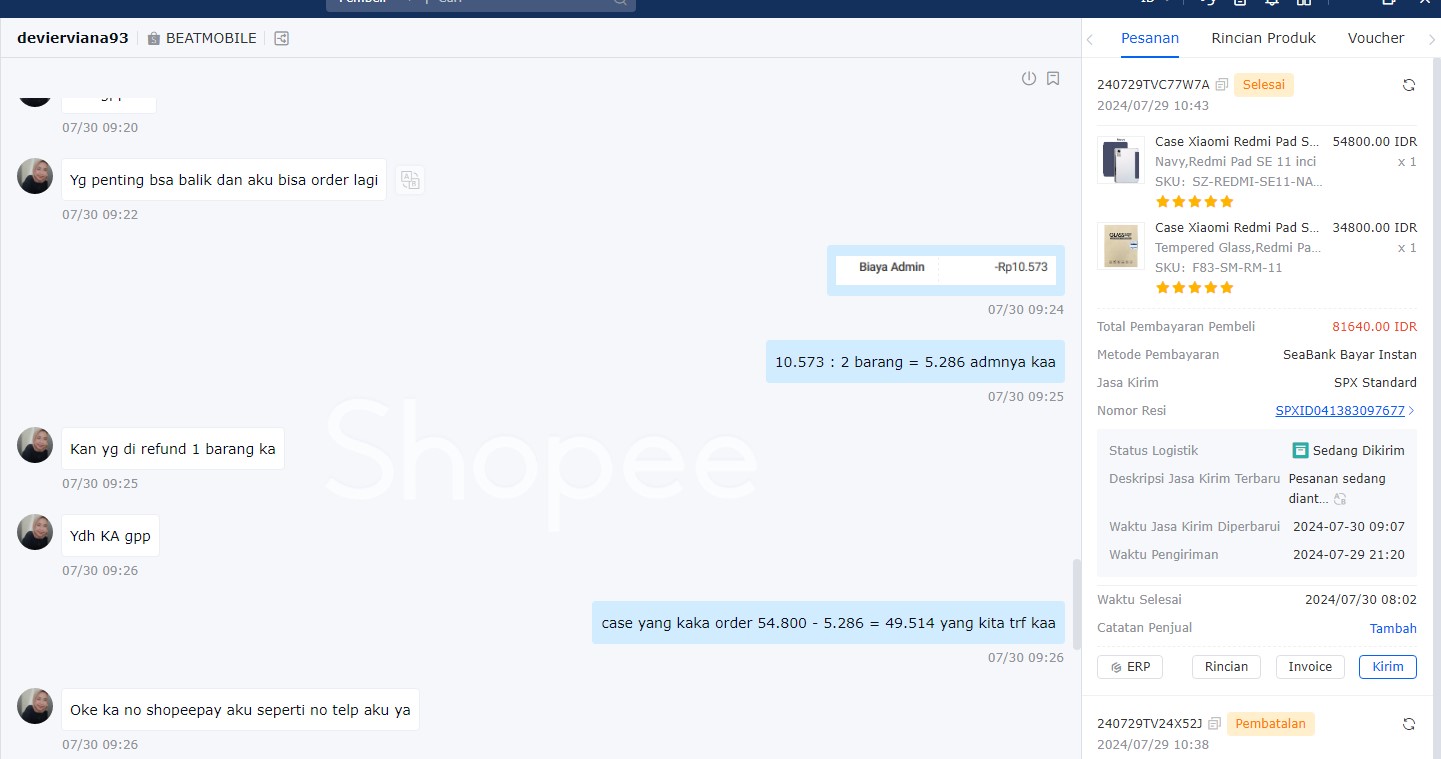 Pembeli
Cari
ID
devierviana93
BEATMOBILE
Pesanan
Rincian Produk
Voucher
07/30 09:20
Yg penting bsa balik dan aku bisa order lagi
07/30 09:22
Biaya Admin -Rp10.573
07/30 09:24
10.573 : 2 barang = 5.286 admnya kaa
07/30 09:25
Kan yg di refund 1 barang ka
07/30 09:25
Ydh KA gpp
07/30 09:26
case yang kaka order 54.800 - 5.286 = 49.514 yang kita trf kaa
07/30 09:26
Oke ka no shopeepay aku seperti no telp aku ya
07/30 09:26
Shopee
240729TVC77W7A Selesai
2024/07/29 10:43
Case Xiaomi Redmi Pad S... 54800.00 IDR
Navy,Redmi Pad SE 11 inci x 1
SKU: SZ-REDMI-SE11-NA...
Case Xiaomi Redmi Pad S... 34800.00 IDR
Tempered Glass,Redmi Pa... x 1
SKU: F83-SM-RM-11
Total Pembayaran Pembeli 81640.00 IDR
Metode Pembayaran SeaBank Bayar Instan
Jasa Kirim SPX Standard
Nomor Resi SPXID041383097677
Status Logistik Sedang Dikirim
Deskripsi Jasa Kirim Terbaru Pesanan sedang
diant...
Waktu Jasa Kirim Diperbarui 2024-07-30 09:07
Waktu Pengiriman 2024-07-29 21:20
Waktu Selesai 2024/07/30 08:02
Catatan Penjual Tambah
ERP Rincian Invoice Kirim
240729TV24X52J Pembatalan
2024/07/29 10:38